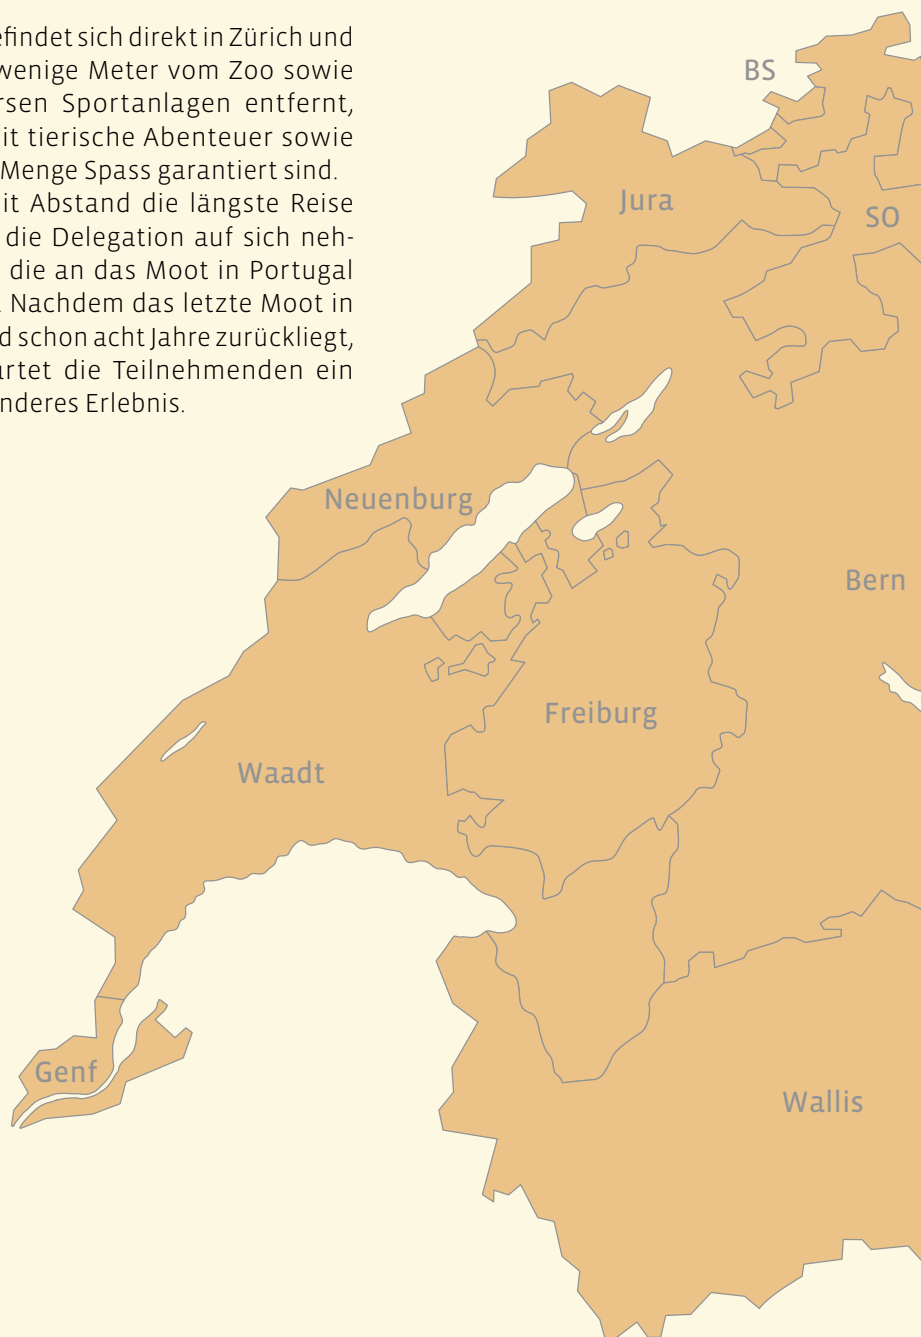 efindet sich direkt in Zürich und
wenige Meter vom Zoo sowie
rsen Sportanlagen entfernt,
it tierische Abenteuer sowie
Menge Spass garantiert sind.
it Abstand die längste Reise
die Delegation auf sich neh-
die an das Moot in Portugal
. Nachdem das letzte Moot in
d schon acht Jahre zurückliegt,
artet die Teilnehmenden ein
nderes Erlebnis.
BS
Jura
SO
Neuenburg
Bern
Freiburg
Waadt
Genf
Wallis